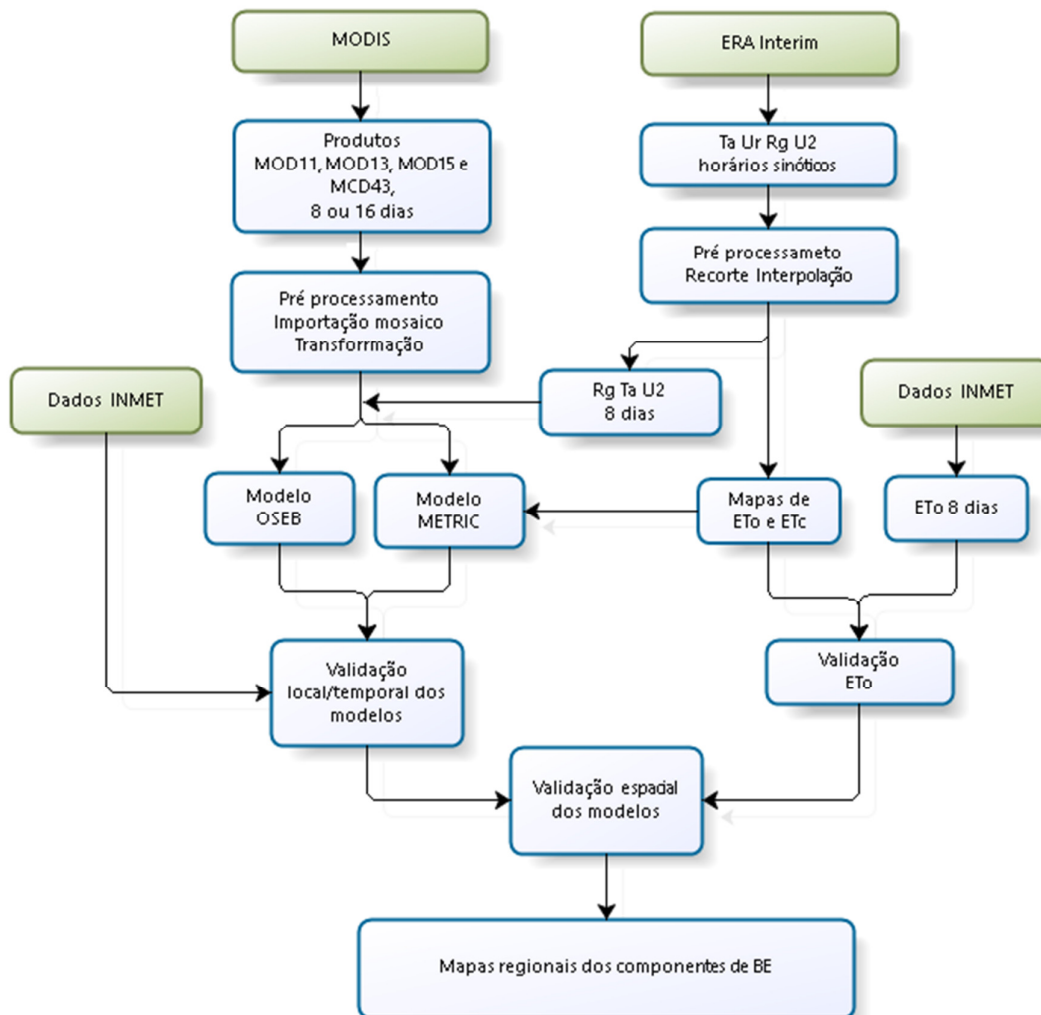 MODIS
ERA Interim
Produtos
MOD11, MOD13, MOD15 e
MCD43,
8 ou 16 dias
Ta Ur Rg U2
horários sinóticos
Pré processamento
Importação mosaico
Transforrmação
Pré processameto
Recorte Interpolação
Dados INMET
Rg Ta U2
8 dias
Dados INMET
Modelo
OSEB
Modelo
METRIC
Mapas de
ETo e ETc
ETo 8 dias
Validação
local/temporal dos
modelos
Validação
ETo
Validação espacial
dos modelos
Mapas regionais dos componentes de BE